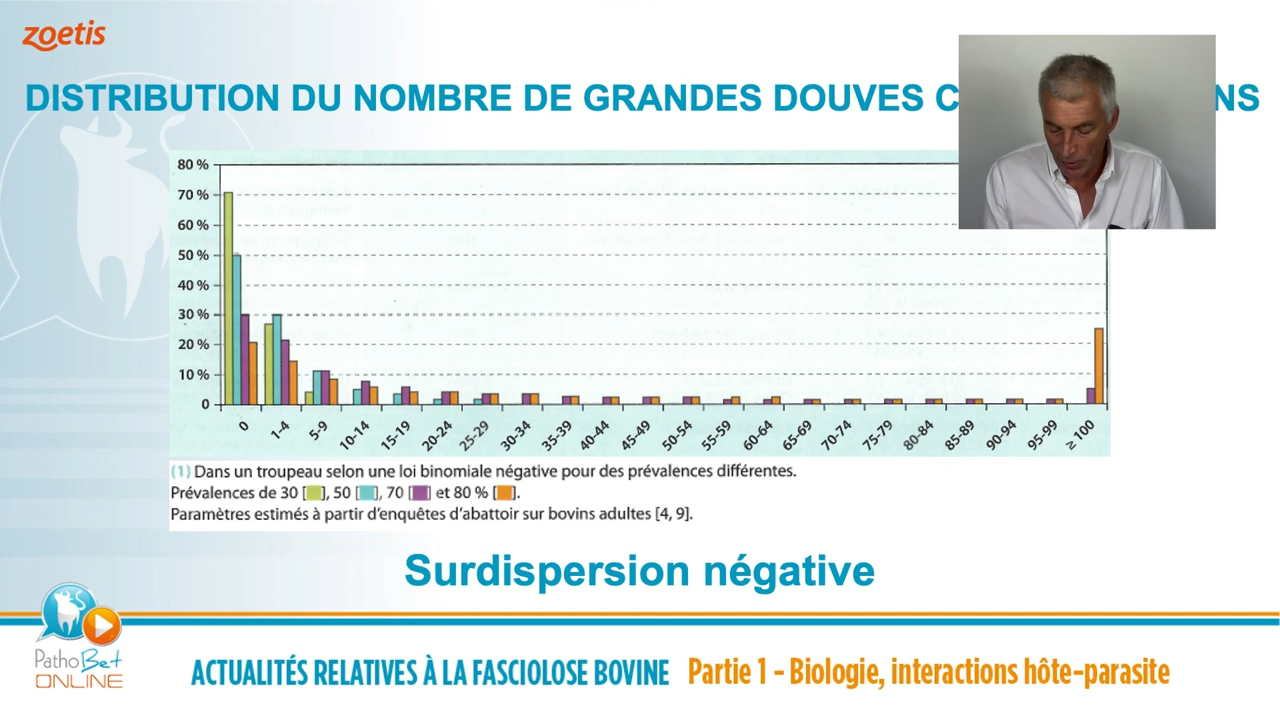 zoetis
DISTRIBUTION DU NOMBRE DE GRANDES DOUVES C NS
80 %
70 %
60 %
50 %
40 %
30 %
20 %
10 %
0
0 1-4 5-9 10-14 15-19 20-24 25-29 30-34 35-39 40-44 45-49 50-54 55-59 60-64 65-69 70-74 75-79 80-84 85-89 90-94 95-99 ≥ 100
(1) Dans un troupeau selon une loi binomiale négative pour des prévalences différentes.
Prévalences de 30 [ ], 50 [ ], 70 [ ] et 80 % [ ].
Paramètres estimés à partir d'enquêtes d'abattoir sur bovins adultes [4, 9].
Surdispersion négative
Patho Bet
ONLINE
ACTUALITÉS RELATIVES À LA FASCIOLOSE BOVINE Partie 1 - Biologie, interactions hôte-parasite